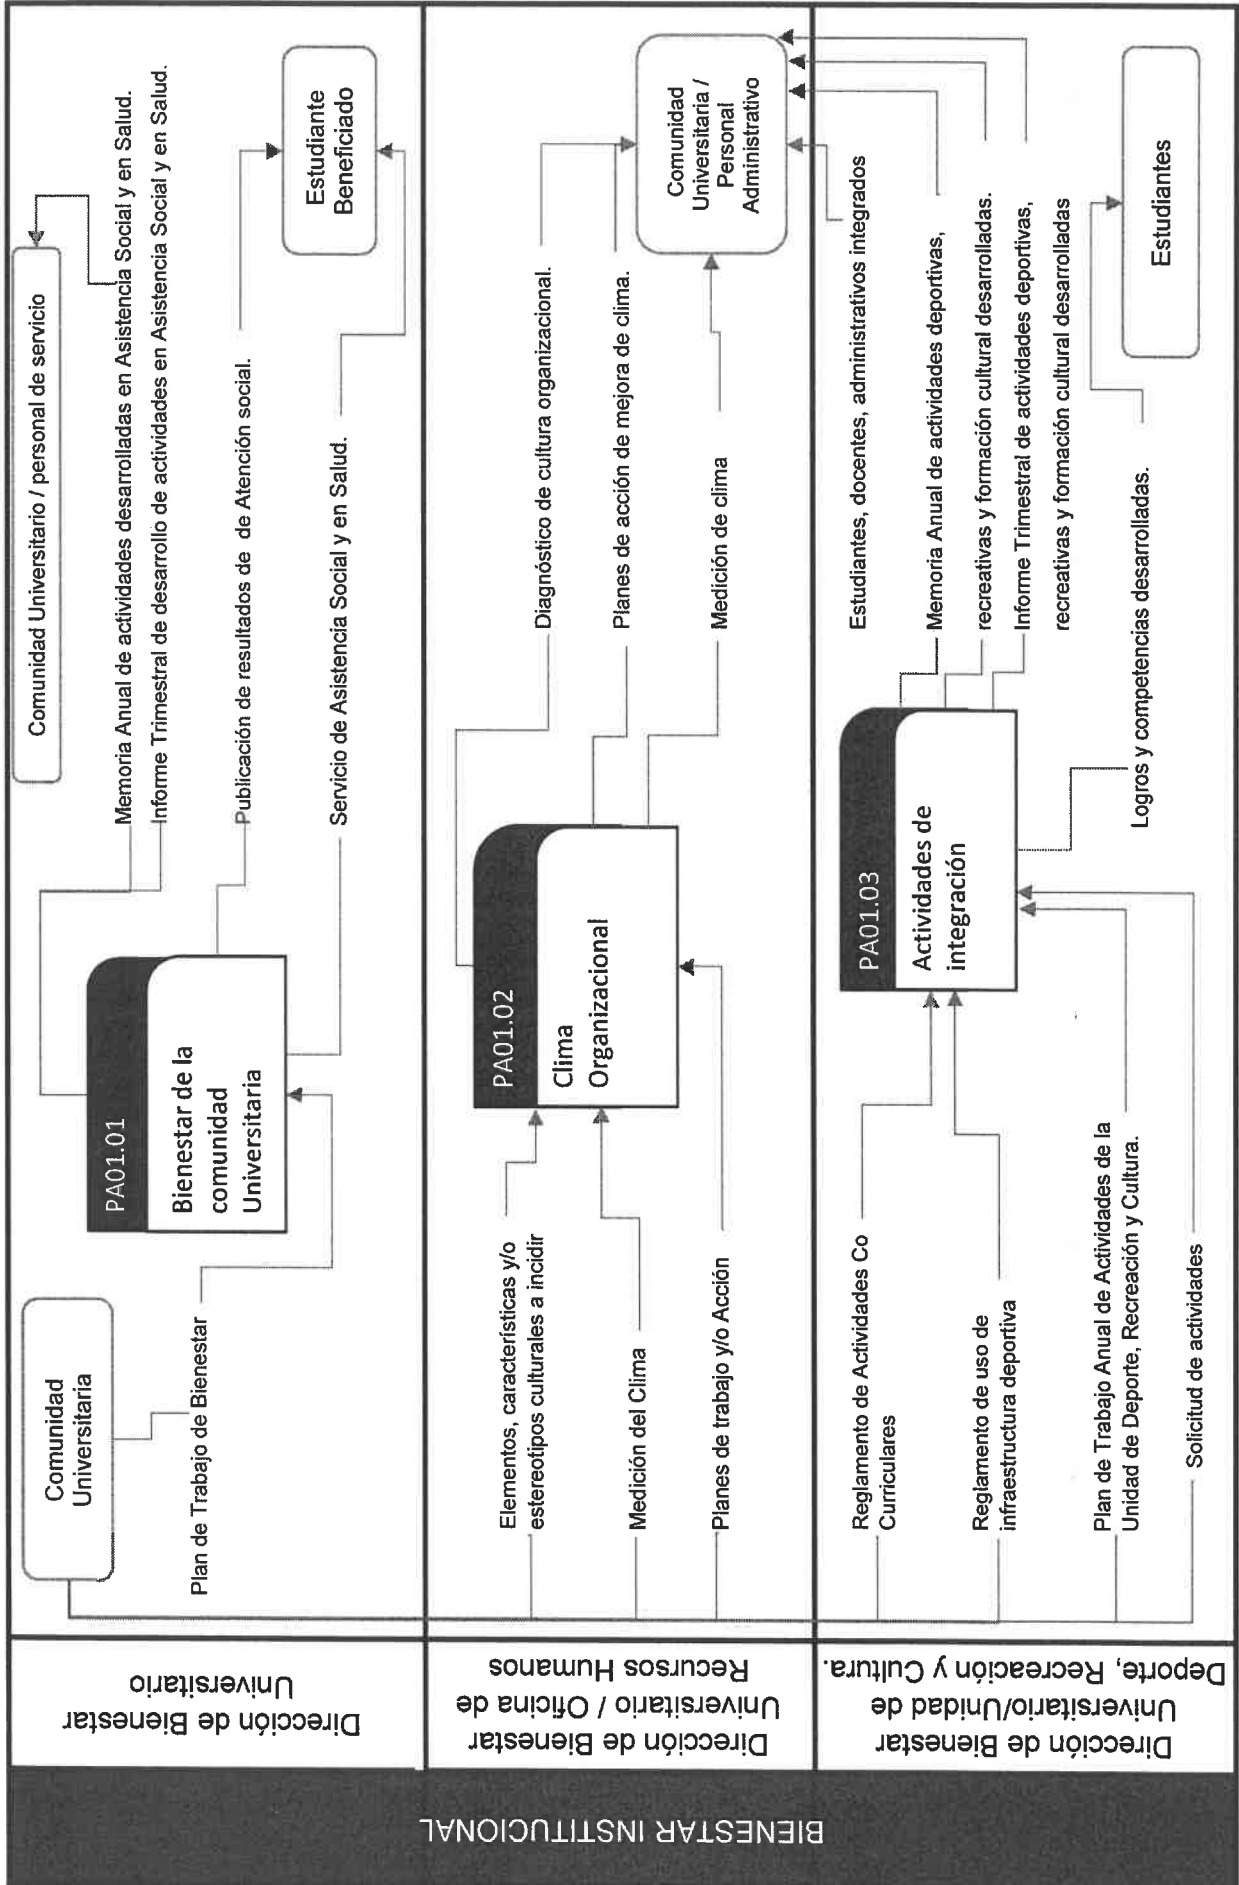 BIENESTAR INSTITUCIONAL
Dirección de Bienestar
Universitario
Comunidad
Universitaria
Plan de Trabajo de Bienestar
PA01.01
Bienestar de la
comunidad
Universitaria
Comunidad Universitario / personal de servicio
Memoria Anual de actividades desarrolladas en Asistencia Social y en Salud.
Informe Trimestral de desarrollo de actividades en Asistencia Social y en Salud.
Publicación de resultados de de Atención social.
Servicio de Asistencia Social y en Salud.
Estudiante
Beneficiado
Dirección de Bienestar
Universitario / Oficina de
Recursos Humanos
Elementos, características y/o
estereotipos culturales a incidir
Medición del Clima
Planes de trabajo y/o Acción
PA01.02
Clima
Organizacional
Diagnóstico de cultura organizacional.
Planes de acción de mejora de clima.
Medición de clima
Comunidad
Universitaria /
Personal
Administrativo
Dirección de Bienestar
Universitario/Unidad de
Deporte, Recreación y Cultura.
Reglamento de Actividades Co
Curriculares
Reglamento de uso de
infraestructura deportiva
Plan de Trabajo Anual de Actividades de la
Unidad de Deporte, Recreación y Cultura.
Solicitud de actividades
PA01.03
Actividades de
integración
Estudiantes, docentes, administrativos integrados
Memoria Anual de actividades deportivas,
recreativas y formación cultural desarrolladas.
Informe Trimestral de actividades deportivas,
recreativas y formación cultural desarrolladas
Logros y competencias desarrolladas.
Estudiantes